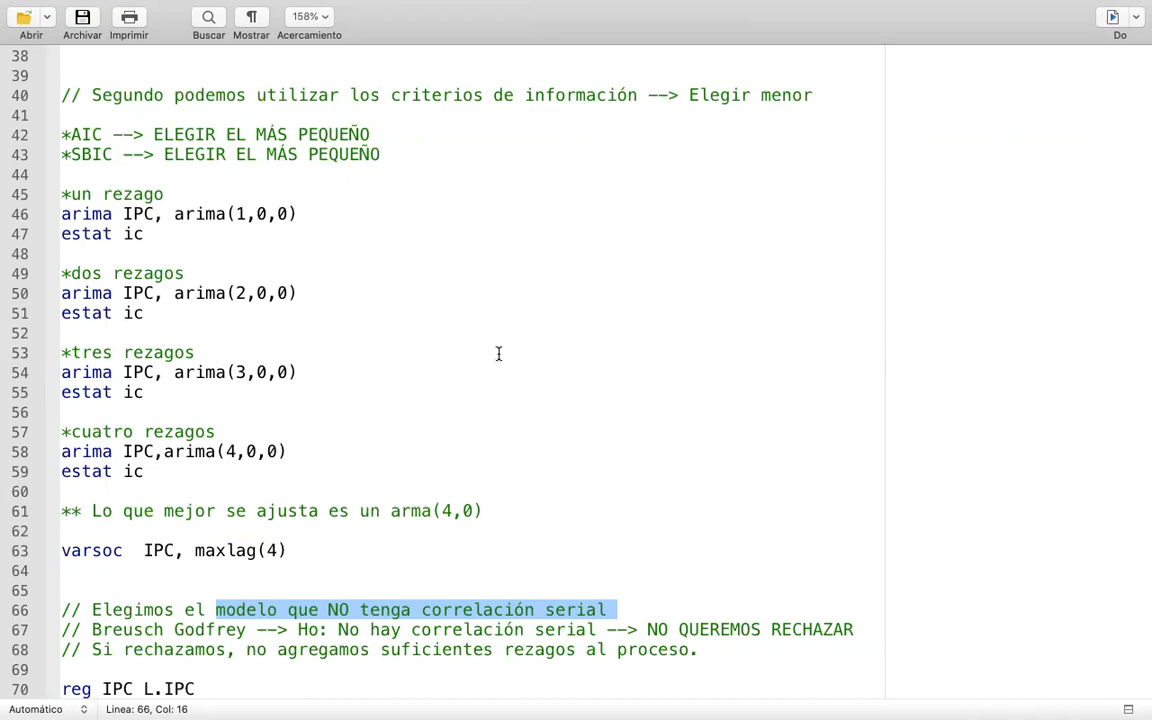 158%
Abrir Archivar Imprimir Buscar Mostrar Acercamiento Do
38
39
40 // Segundo podemos utilizar los criterios de información --> Elegir menor
41
42 *AIC --> ELEGIR EL MÁS PEQUEÑO
43 *SBIC --> ELEGIR EL MÁS PEQUEÑO
44
45 *un rezago
46 arima IPC, arima(1,0,0)
47 estat ic
48
49 *dos rezagos
50 arima IPC, arima(2,0,0)
51 estat ic
52
53 *tres rezagos
54 arima IPC, arima(3,0,0)
55 estat ic
56
57 *cuatro rezagos
58 arima IPC,arima(4,0,0)
59 estat ic
60
61 ** Lo que mejor se ajusta es un arma(4,0)
62
63 varsoc  IPC, maxlag(4)
64
65
66 // Elegimos el modelo que NO tenga correlación serial
67 // Breusch Godfrey --> Ho: No hay correlación serial --> NO QUEREMOS RECHAZAR
68 // Si rechazamos, no agregamos suficientes rezagos al proceso.
69
70 reg IPC L.IPC
Automático Linea: 66, Col: 16